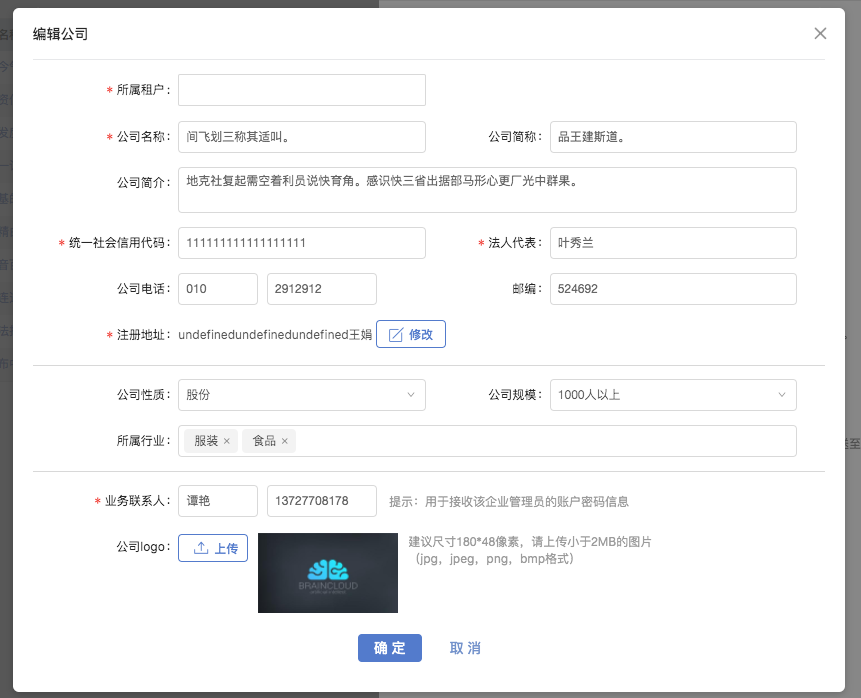 编辑公司
* 所属租户：
* 公司名称： 间飞划三称其适叫。 公司简称： 品王建斯道。
公司简介： 地克社复起需空着利员说快育角。感识快三省出据部马形心更厂光中群果。
* 统一社会信用代码： 111111111111111111 * 法人代表： 叶秀兰
公司电话： 010 2912912 邮编： 524692
* 注册地址： undefinedundefinedundefined王娟 修改
公司性质： 股份 公司规模： 1000人以上
所属行业： 服装 × 食品 ×
* 业务联系人： 谭艳 13727708178 提示：用于接收该企业管理员的账户密码信息
公司logo： 上传 BRAINCLOUD 建议尺寸180*48像素，请上传小于2MB的图片
（jpg，jpeg，png，bmp格式）
确 定 取 消